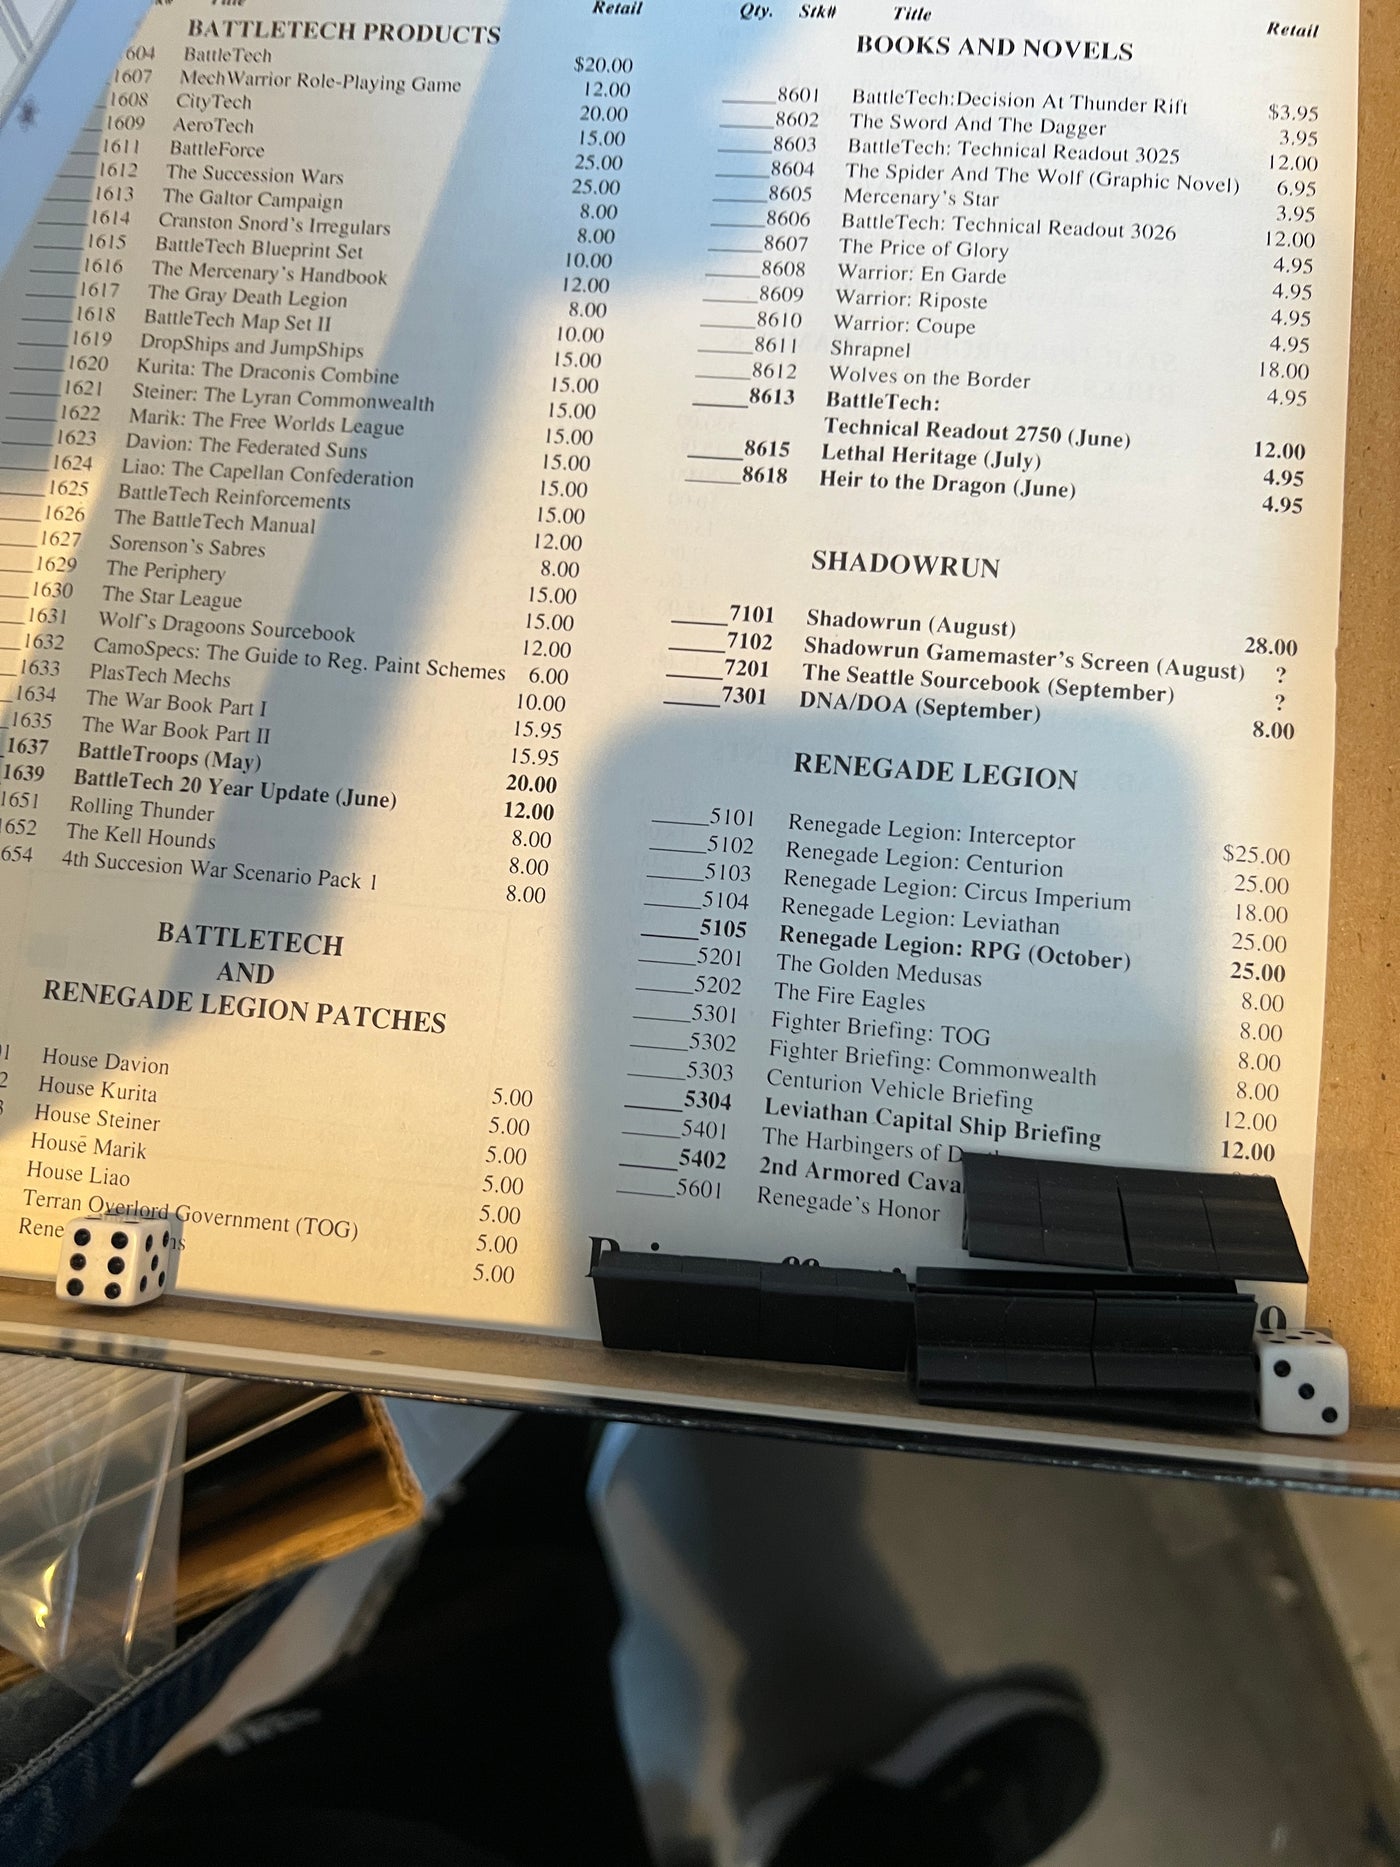 Title Retail
BATTLETECH PRODUCTS
604 BattleTech $20.00
1607 MechWarrior Role-Playing Game 12.00
1608 CityTech 20.00
1609 AeroTech 15.00
1611 BattleForce 25.00
1612 The Succession Wars 25.00
1613 The Galtor Campaign 8.00
1614 Cranston Snord's Irregulars 8.00
1615 BattleTech Blueprint Set 10.00
1616 The Mercenary's Handbook 12.00
1617 The Gray Death Legion 8.00
1618 BattleTech Map Set II 10.00
1619 DropShips and JumpShips 15.00
1620 Kurita: The Draconis Combine 15.00
1621 Steiner: The Lyran Commonwealth 15.00
1622 Marik: The Free Worlds League 15.00
1623 Davion: The Federated Suns 15.00
1624 Liao: The Capellan Confederation 15.00
1625 BattleTech Reinforcements 15.00
1626 The BattleTech Manual 12.00
1627 Sorenson's Sabres 8.00
1629 The Periphery 15.00
1630 The Star League 15.00
1631 Wolf's Dragoons Sourcebook 12.00
1632 CamoSpecs: The Guide to Reg. Paint Schemes 6.00
1633 PlasTech Mechs 10.00
1634 The War Book Part I 15.95
1635 The War Book Part II 15.95
1637 BattleTroops (May) 20.00
1639 BattleTech 20 Year Update (June) 12.00
1651 Rolling Thunder 8.00
1652 The Kell Hounds 8.00
654 4th Succesion War Scenario Pack 1 8.00
BATTLETECH
AND
RENEGADE LEGION PATCHES
House Davion 5.00
House Kurita 5.00
House Steiner 5.00
House Marik 5.00
House Liao 5.00
Terran Overlord Government (TOG) 5.00
Rene 5.00
Qty. Stk# Title Retail
BOOKS AND NOVELS
8601 BattleTech:Decision At Thunder Rift $3.95
8602 The Sword And The Dagger 3.95
8603 BattleTech: Technical Readout 3025 12.00
8604 The Spider And The Wolf (Graphic Novel) 6.95
8605 Mercenary's Star 3.95
8606 BattleTech: Technical Readout 3026 12.00
8607 The Price of Glory 4.95
8608 Warrior: En Garde 4.95
8609 Warrior: Riposte 4.95
8610 Warrior: Coupe 4.95
8611 Shrapnel 18.00
8612 Wolves on the Border 4.95
8613 BattleTech:
Technical Readout 2750 (June) 12.00
8615 Lethal Heritage (July) 4.95
8618 Heir to the Dragon (June) 4.95
SHADOWRUN
7101 Shadowrun (August) 28.00
7102 Shadowrun Gamemaster's Screen (August) ?
7201 The Seattle Sourcebook (September) ?
7301 DNA/DOA (September) 8.00
RENEGADE LEGION
5101 Renegade Legion: Interceptor $25.00
5102 Renegade Legion: Centurion 25.00
5103 Renegade Legion: Circus Imperium 18.00
5104 Renegade Legion: Leviathan 25.00
5105 Renegade Legion: RPG (October) 25.00
5201 The Golden Medusas 8.00
5202 The Fire Eagles 8.00
5301 Fighter Briefing: TOG 8.00
5302 Fighter Briefing: Commonwealth 8.00
5303 Centurion Vehicle Briefing 12.00
5304 Leviathan Capital Ship Briefing 12.00
5401 The Harbingers of
5402 2nd Armored Cava
5601 Renegade's Honor